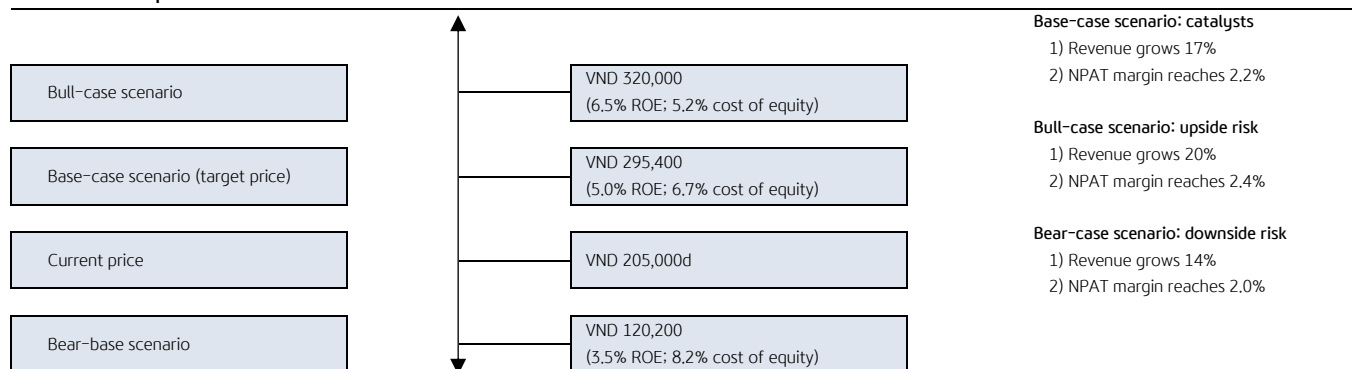 Bull-case scenario
VND 320,000
(6.5% ROE; 5.2% cost of equity)
Base-case scenario (target price)
VND 295,400
(5.0% ROE; 6.7% cost of equity)
Current price
VND 205,000d
Bear-base scenario
VND 120,200
(3.5% ROE; 8.2% cost of equity)
Base-case scenario: catalysts
1) Revenue grows 17%
2) NPAT margin reaches 2.2%
Bull-case scenario: upside risk
1) Revenue grows 20%
2) NPAT margin reaches 2.4%
Bear-case scenario: downside risk
1) Revenue grows 14%
2) NPAT margin reaches 2.0%